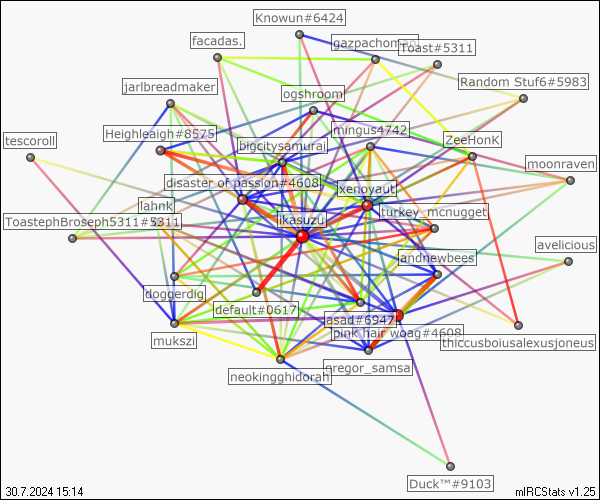 Knowun#6424
facadas.
gazpachoman
Toast#5311
jarlbreadmaker
ogshroom
Random Stuf6#5983
tescoroll
Heighleaigh#8575
mingus4742
ZeeHonK
bigcitysamurai
moonraven
disaster of passion#4608
xenoyaut
lahnk
turkey_mcnugget
ToastephBroseph5311#5311
ikasuzu
avelicious
andnewbees
doggerdig
default#0617
asad#6947
mukszi
pink hair woag#4608
thiccusboiusalexusjoneus
neokingghidorah
gregor_samsa
Duck™#9103
30.7.2024 15:14
mIRCStats v1.25